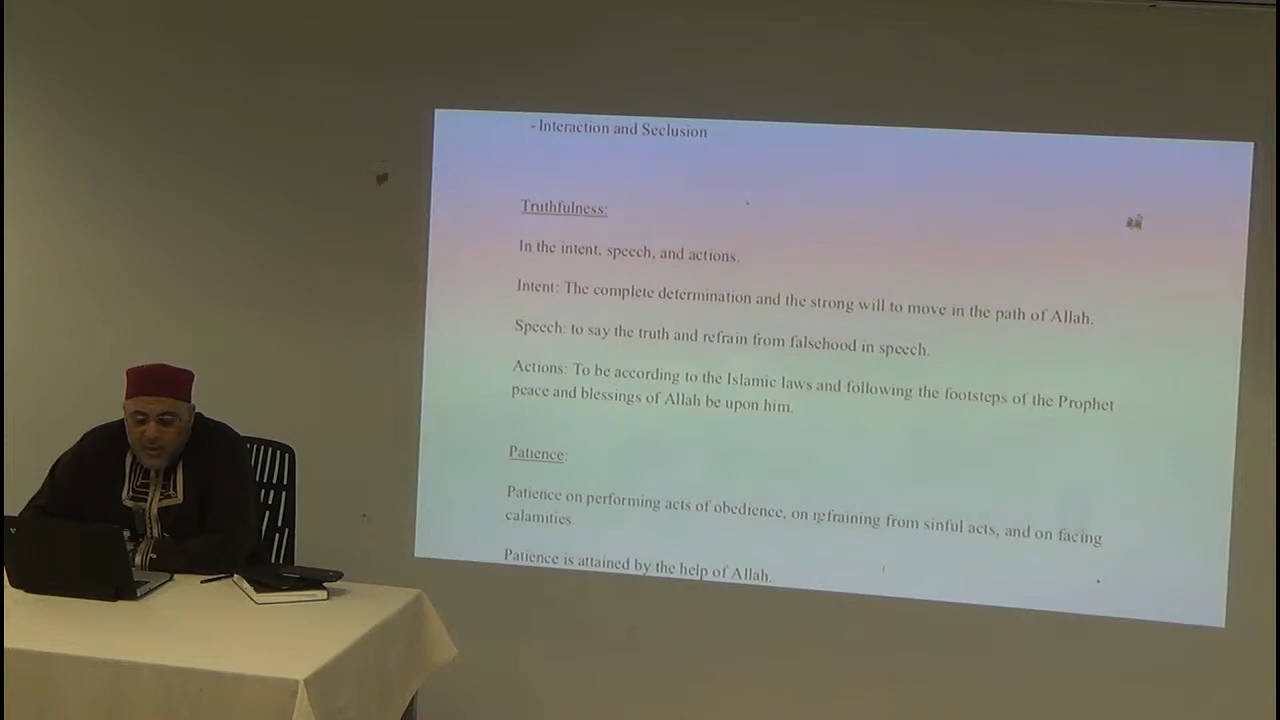 - Interaction and Seclusion
Truthfulness:
In the intent, speech, and actions.
Intent: The complete determination and the strong will to move in the path of Allah.
Speech: to say the truth and refrain from falsehood in speech.
Actions: To be according to the Islamic laws and following the footsteps of the Prophet
peace and blessings of Allah be upon him.
Patience:
Patience on performing acts of obedience, on refraining from sinful acts, and on facing
calamities.
Patience is attained by the help of Allah.